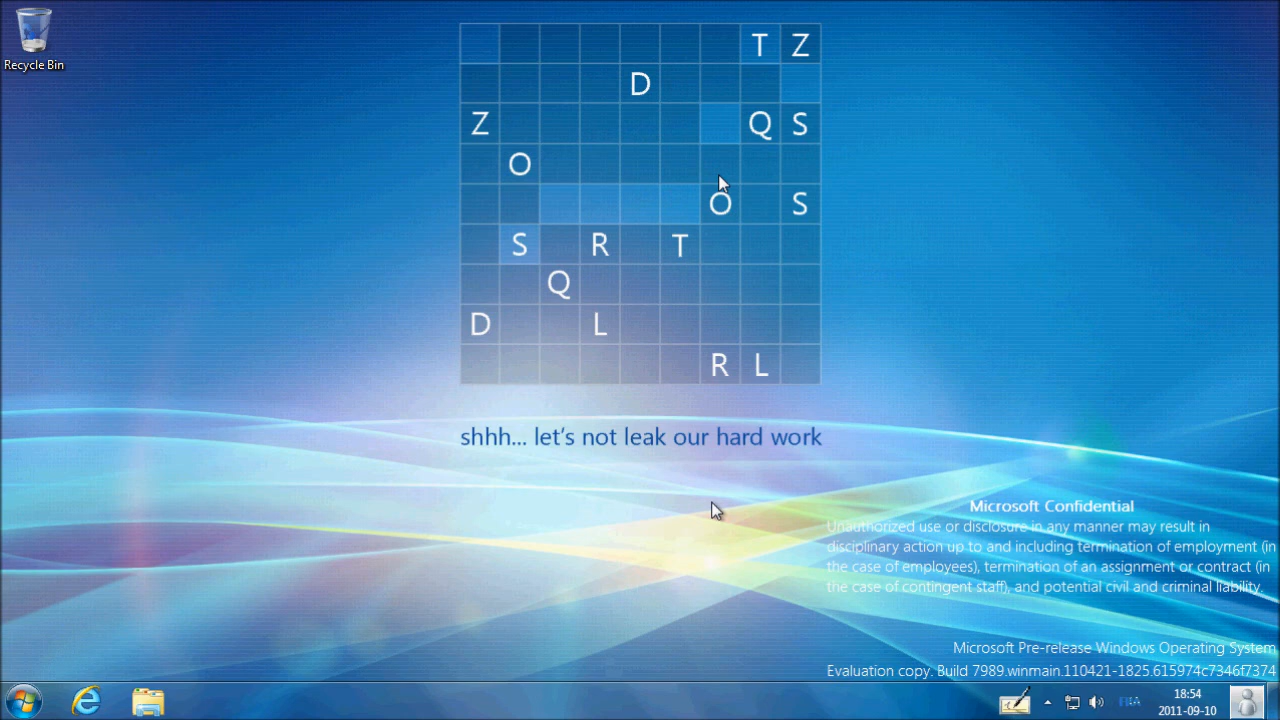 T Z
D
Recycle Bin
Z Q S
O
O S
S R T
Q
D L
R L
shhh... let's not leak our hard work
Microsoft Confidential
Unauthorized use or disclosure in any manner may result in
disciplinary action up to and including termination of employment (in
the case of employees), termination of an assignment or contract (in
the case of contingent staff), and potential civil and criminal liability.
Microsoft Pre-release Windows Operating System
Evaluation copy. Build 7989.winmain.110421-1825.615974c7346f7374
18:54
FRA
2011-09-10